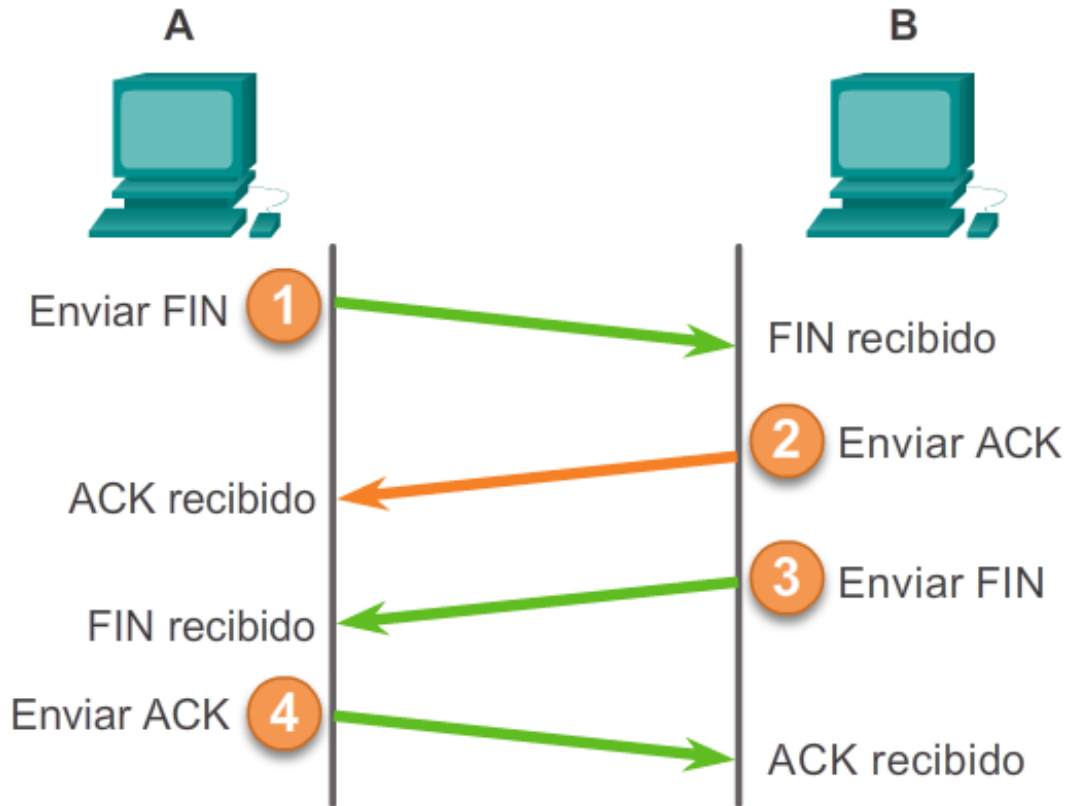 A
B
Enviar FIN 1
FIN recibido
2 Enviar ACK
ACK recibido
3 Enviar FIN
FIN recibido
Enviar ACK 4
ACK recibido